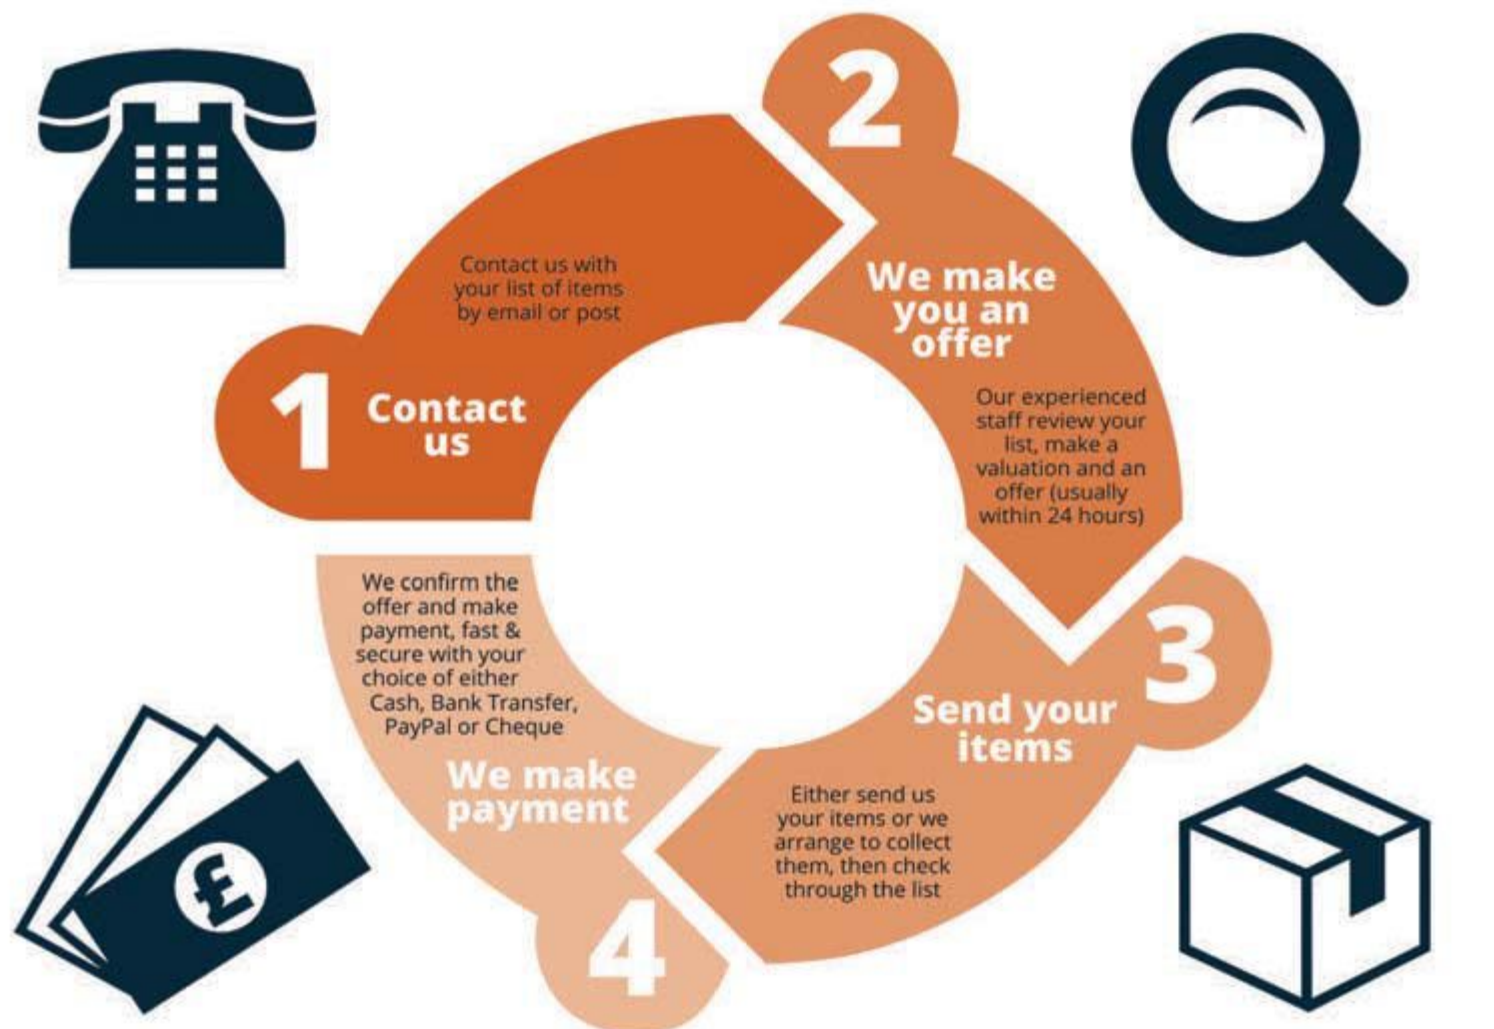 1
Contact
us
Contact us with
your list of items
by email or post
2
We make
you an
offer
Our experienced
staff review your
list, make a
valuation and an
offer (usually
within 24 hours)
3
Send your
items
Either send us
your items or we
arrange to collect
them, then check
through the list
4
We make
payment
We confirm the
offer and make
payment, fast &
secure with your
choice of either
Cash, Bank Transfer,
PayPal or Cheque
£